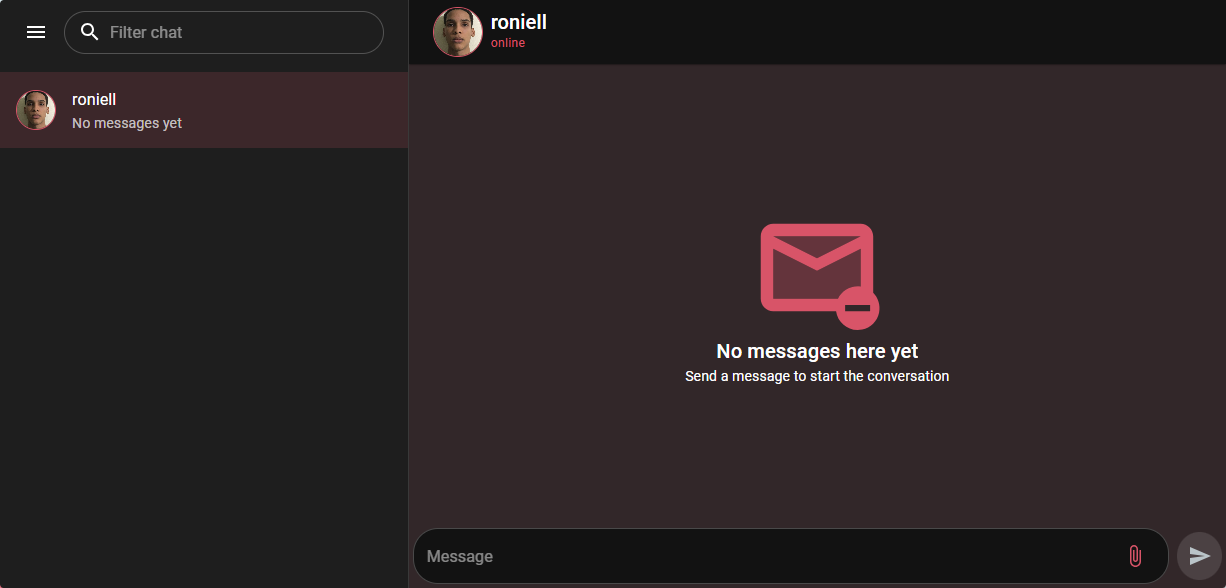 Filter chat
roniell
No messages yet
roniell
online
No messages here yet
Send a message to start the conversation
Message